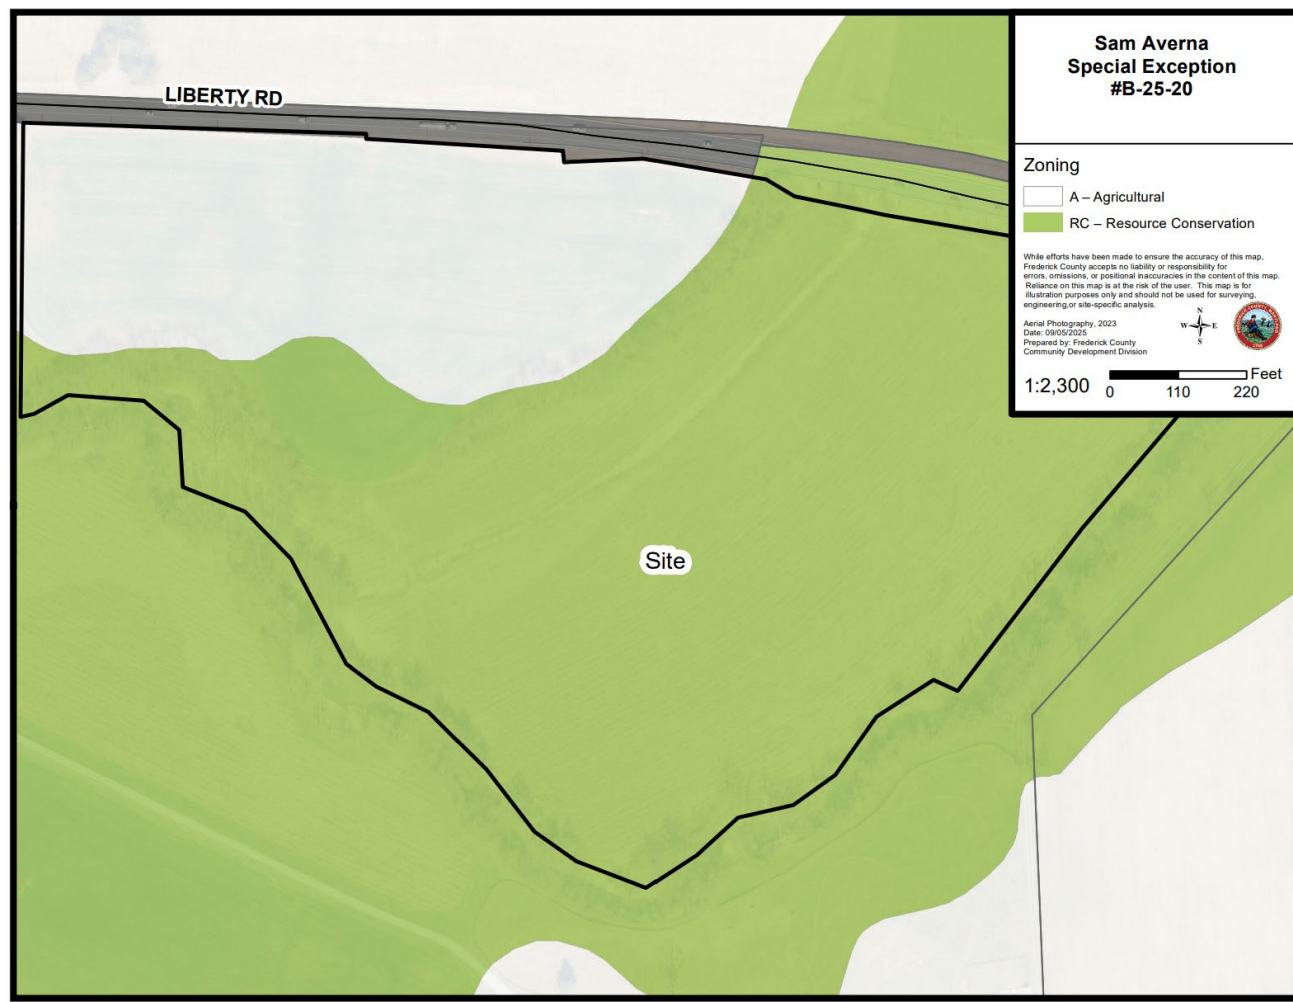 LIBERTY RD
Site
Sam Averna
Special Exception
#B-25-20
Zoning
A – Agricultural
RC – Resource Conservation
While efforts have been made to ensure the accuracy of this map,
Frederick County accepts no liability or responsibility for
errors, omissions, or positional inaccuracies in the content of this map.
Reliance on this map is at the risk of the user. This map is for
illustration purposes only and should not be used for surveying,
engineering,or site-specific analysis.
Aerial Photography, 2023
Date: 09/05/2025
Prepared by: Frederick County
Community Development Division
N
W E
S
1:2,300
Feet
0 110 220